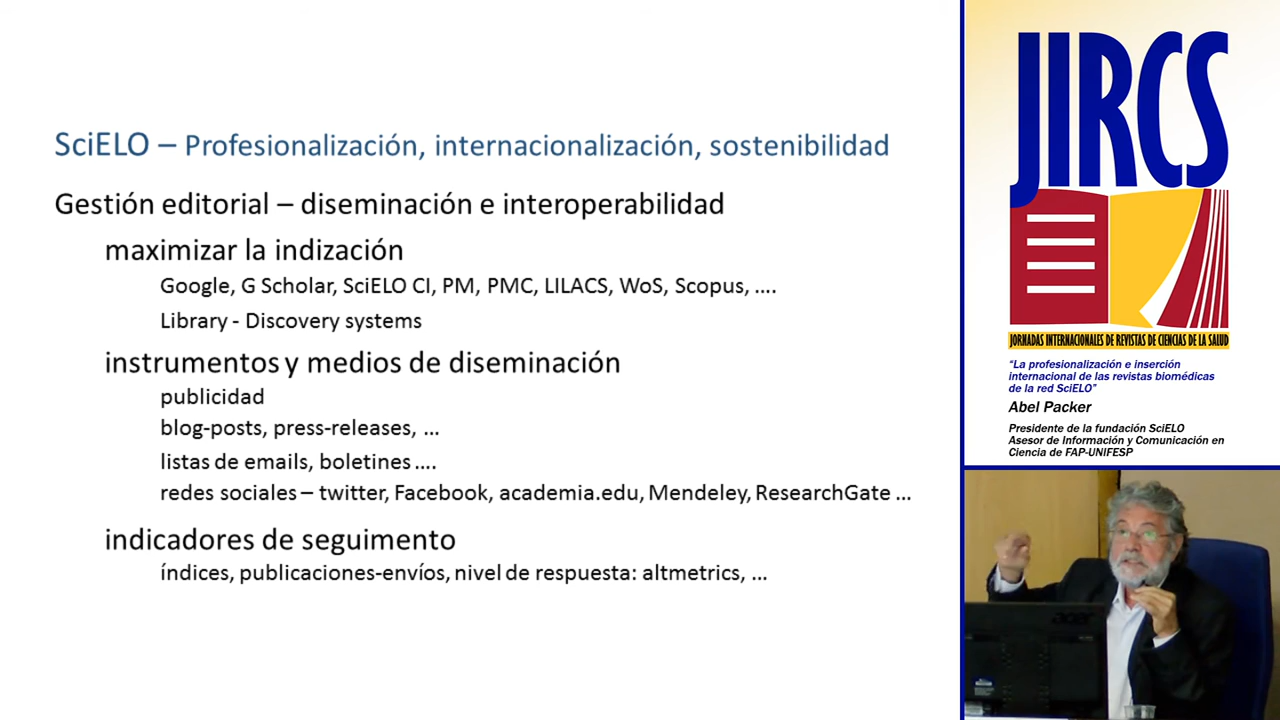 SciELO – Profesionalización, internacionalización, sostenibilidad
Gestión editorial – diseminación e interoperabilidad
maximizar la indización
Google, G Scholar, SciELO CI, PM, PMC, LILACS, WoS, Scopus, ....
Library - Discovery systems
instrumentos y medios de diseminación
publicidad
blog-posts, press-releases, ...
listas de emails, boletines ....
redes sociales – twitter, Facebook, academia.edu, Mendeley, ResearchGate ...
indicadores de seguimento
índices, publicaciones-envíos, nivel de respuesta: altmetrics, ...
JIRCS
JORNADAS INTERNACIONALES DE REVISTAS DE CIENCIAS DE LA SALUD
"La profesionalización e inserción
internacional de las revistas biomédicas
de la red SciELO"
Abel Packer
Presidente de la fundación SciELO
Asesor de Información y Comunicación en
Ciencia de FAP-UNIFESP
acer